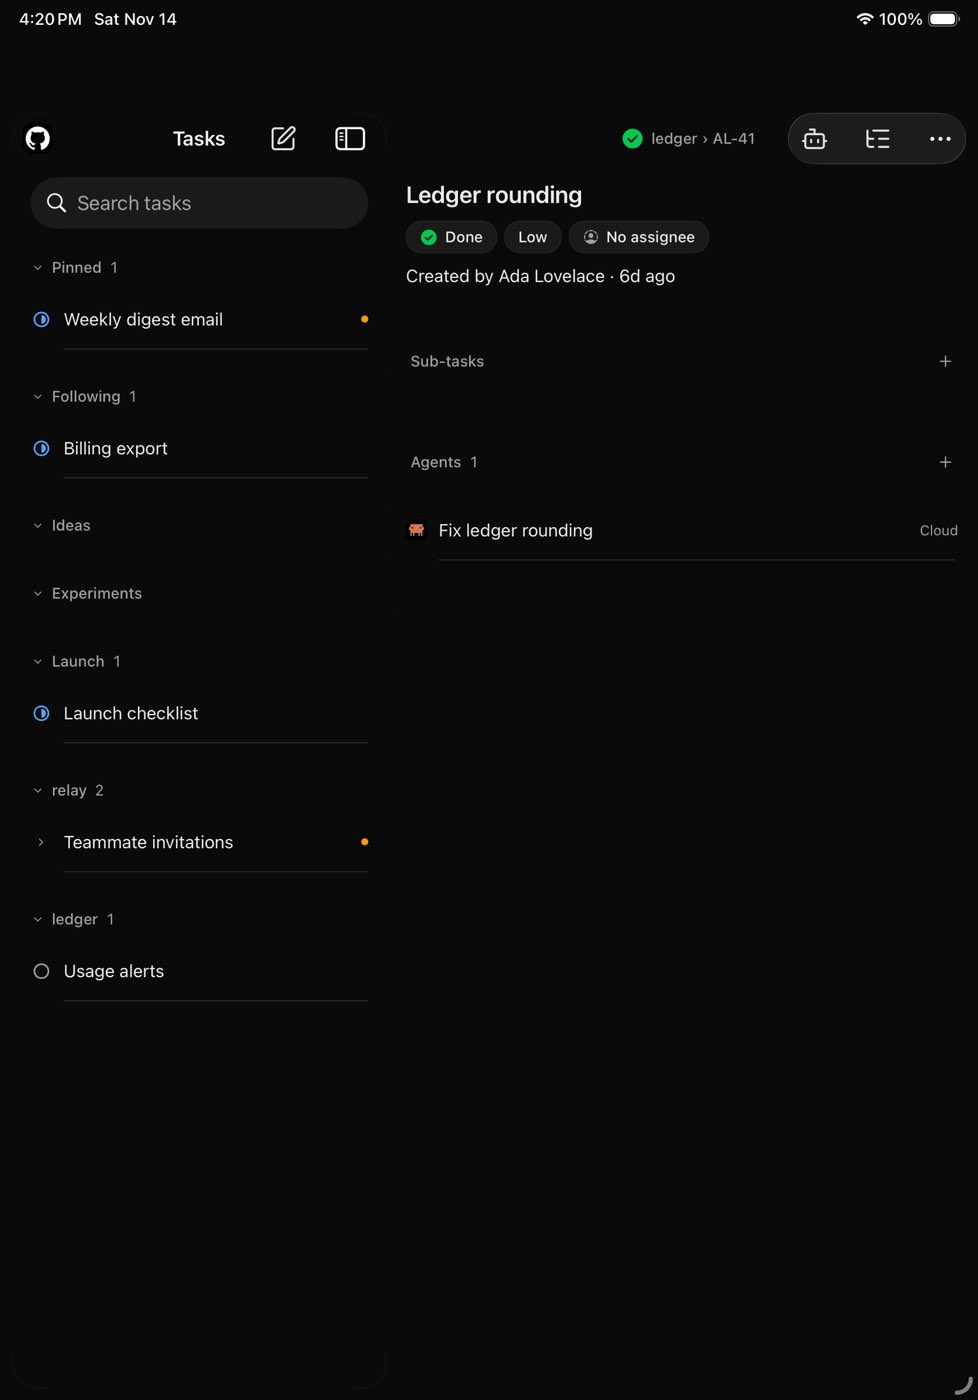 4:20 PM Sat Nov 14
100%
Tasks
Search tasks
Pinned 1
Weekly digest email
Following 1
Billing export
Ideas
Experiments
Launch 1
Launch checklist
relay 2
Teammate invitations
ledger 1
Usage alerts
ledger › AL-41
Ledger rounding
Done Low No assignee
Created by Ada Lovelace · 6d ago
Sub-tasks
Agents 1
Fix ledger rounding Cloud